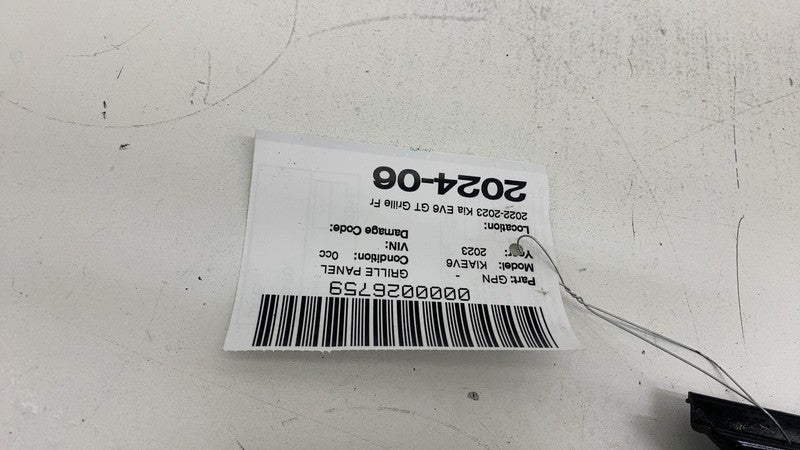 0000026759
Part: GPN - GRILLE PANEL
Model: KIAEV6 Condition: 0cc
Year: 2023 VIN:
Damage Code:
Location:
2022-2023 Kia EV6 GT Grille Fr
2024-06